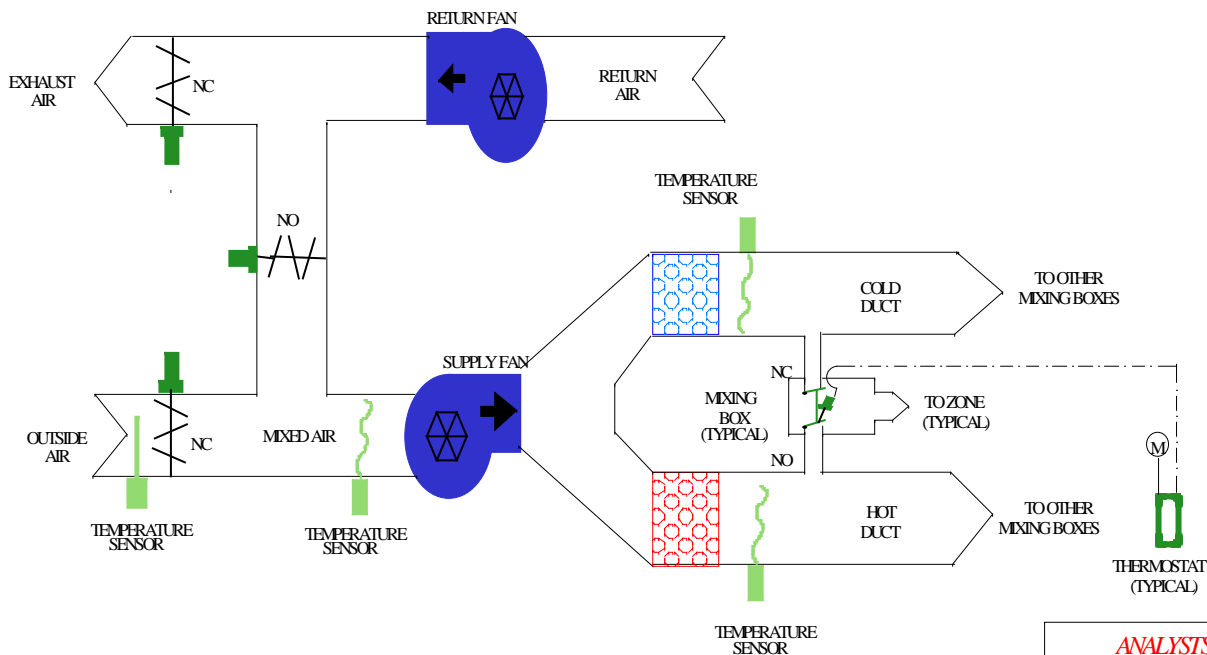 RETURN FAN
EXHAUST
AIR
NC
RETURN
AIR
TEMPERATURE
SENSOR
NO
COLD
DUCT
TO OTHER
MIXING BOXES
SUPPLY FAN
NC
MIXING
BOX
(TYPICAL)
TO ZONE
(TYPICAL)
OUTSIDE
AIR
NC
MIXED AIR
M
NO
HOT
DUCT
TO OTHER
MIXING BOXES
TEMPERATURE
SENSOR
TEMPERATURE
SENSOR
THERMOSTAT
(TYPICAL)
TEMPERATURE
SENSOR
ANALYSTS